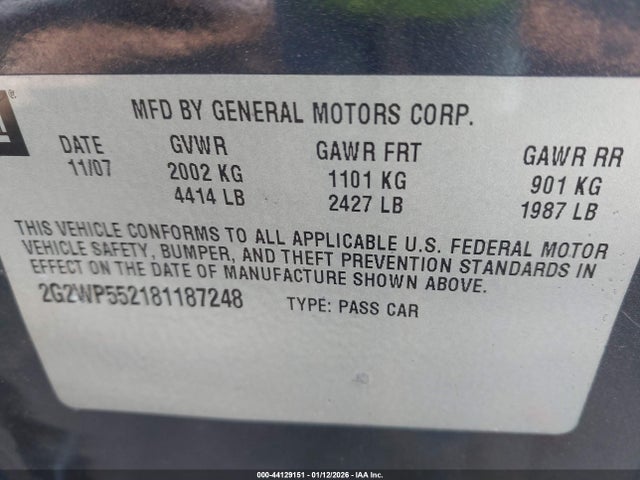 MFD BY GENERAL MOTORS CORP.
DATE GVWR GAWR FRT GAWR RR
11/07 2002 KG 1101 KG 901 KG
4414 LB 2427 LB 1987 LB
THIS VEHICLE CONFORMS TO ALL APPLICABLE U.S. FEDERAL MOTOR
VEHICLE SAFETY, BUMPER, AND THEFT PREVENTION STANDARDS IN
EFFECT ON THE DATE OF MANUFACTURE SHOWN ABOVE.
2G2WP552181187248 TYPE: PASS CAR
000-44129151 - 01/12/2026 - IAA Inc.